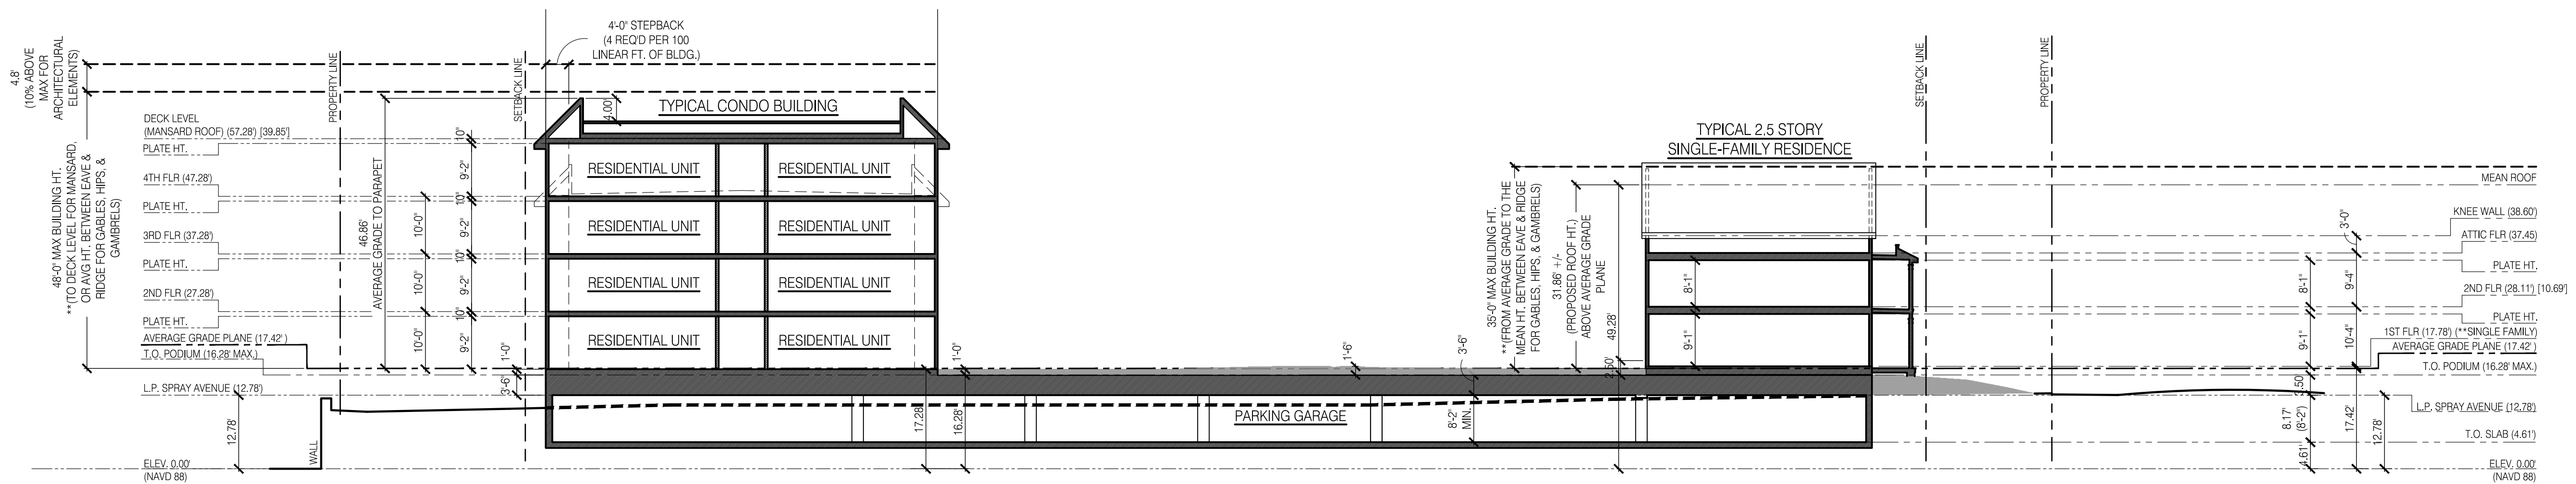 4.8'
(10% ABOVE
MAX FOR
ARCHITECTURAL
ELEMENTS)
48'-0" MAX BUILDING HT.
**(TO DECK LEVEL FOR MANSARD,
OR AVG HT. BETWEEN EAVE &
RIDGE FOR GABLES, HIPS, &
GAMBRELS)
DECK LEVEL
(MANSARD ROOF) (57.28') [39.85']
PLATE HT.
4TH FLR (47.28')
PLATE HT.
3RD FLR (37.28')
PLATE HT.
2ND FLR (27.28')
PLATE HT.
AVERAGE GRADE PLANE (17.42')
T.O. PODIUM (16.28' MAX.)
L.P. SPRAY AVENUE (12.78')
12.78'
ELEV. 0.00'
(NAVD 88)
WALL
PROPERTY LINE
46.86'
AVERAGE GRADE TO PARAPET
10'-0"
10'-0"
10'-0"
10"
9'-2"
10"
9'-2"
10"
9'-2"
10"
9'-2"
1'-0"
3'-6"
SETBACK LINE
4'-0" STEPBACK
(4 REQ'D PER 100
LINEAR FT. OF BLDG.)
4.00'
TYPICAL CONDO BUILDING
RESIDENTIAL UNIT
RESIDENTIAL UNIT
RESIDENTIAL UNIT
RESIDENTIAL UNIT
RESIDENTIAL UNIT
RESIDENTIAL UNIT
RESIDENTIAL UNIT
RESIDENTIAL UNIT
17.28'
1'-0"
16.28'
PARKING GARAGE
1'-6"
3'-6"
8'-2"
MIN.
35'-0" MAX BUILDING HT.
**(FROM AVERAGE GRADE TO THE
MEAN HT. BETWEEN EAVE & RIDGE
FOR GABLES, HIPS, & GAMBRELS)
31.86' +/-
(PROPOSED ROOF HT.)
ABOVE AVERAGE GRADE
PLANE
49.28'
2.50'
TYPICAL 2.5 STORY
SINGLE-FAMILY RESIDENCE
8'-1"
9'-1"
SETBACK LINE
PROPERTY LINE
MEAN ROOF
KNEE WALL (38.60')
ATTIC FLR (37.45)
PLATE HT.
2ND FLR (28.11') [10.69']
PLATE HT.
1ST FLR (17.78') (**SINGLE FAMILY)
AVERAGE GRADE PLANE (17.42' )
T.O. PODIUM (16.28' MAX.)
L.P. SPRAY AVENUE (12.78')
T.O. SLAB (4.61')
ELEV. 0.00'
(NAVD 88)
8'-1"
9'-1"
3.50'
8.17'
(8'-2")
4.61'
3'-0"
9'-4"
10'-4"
17.42'
12.78'